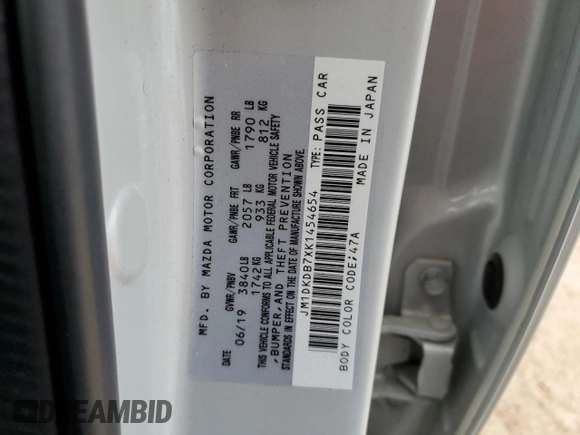 MFD. BY MAZDA MOTOR CORPORATION
DATE GVWR/PNBV GAWR/PNBE FRT GAWR/PNBE RR
06/19 3840LB 2057 LB 1790 LB
1742KG 933 KG 812 KG
THIS VEHICLE CONFORMS TO ALL APPLICABLE FEDERAL MOTOR VEHICLE SAFETY
, BUMPER, AND THEFT PREVENTION
STANDARDS IN EFFECT ON THE DATE OF MANUFACTURE SHOWN ABOVE.
JM1DKDB7XK1454654 TYPE: PASS CAR
BODY COLOR CODE:47A MADE IN JAPAN
DREAMBID